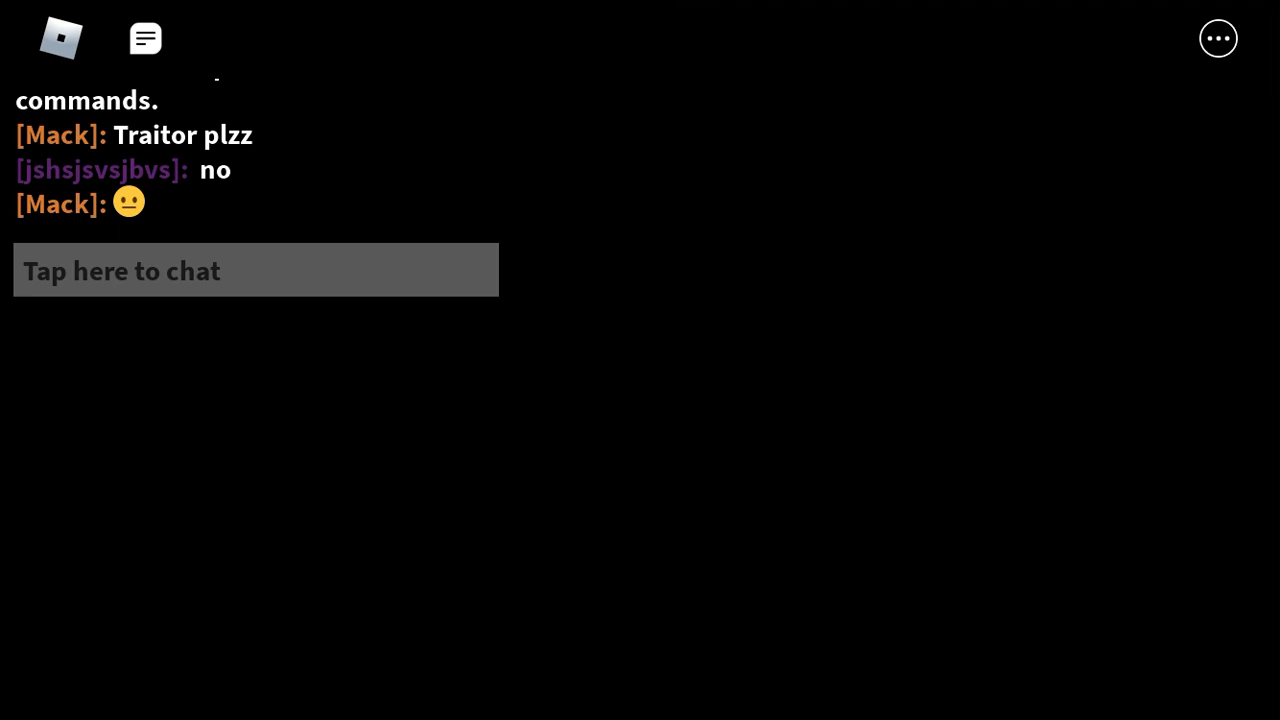 commands.
[Mack]: Traitor plzz
[jshsjsvsjbvs]: no
[Mack]: 😐
Tap here to chat